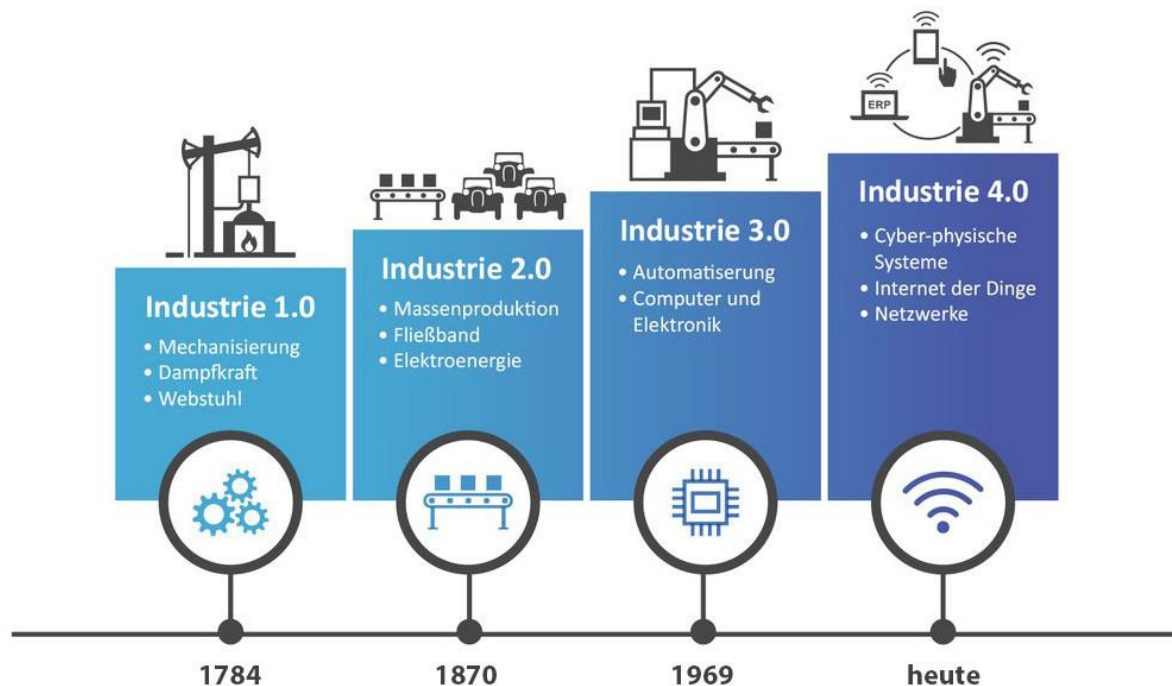 ERP
Industrie 1.0
• Mechanisierung
• Dampfkraft
• Webstuhl
Industrie 2.0
• Massenproduktion
• Fließband
• Elektroenergie
Industrie 3.0
• Automatiserung
• Computer und
Elektronik
Industrie 4.0
• Cyber-physische
Systeme
• Internet der Dinge
• Netzwerke
1784
1870
1969
heute